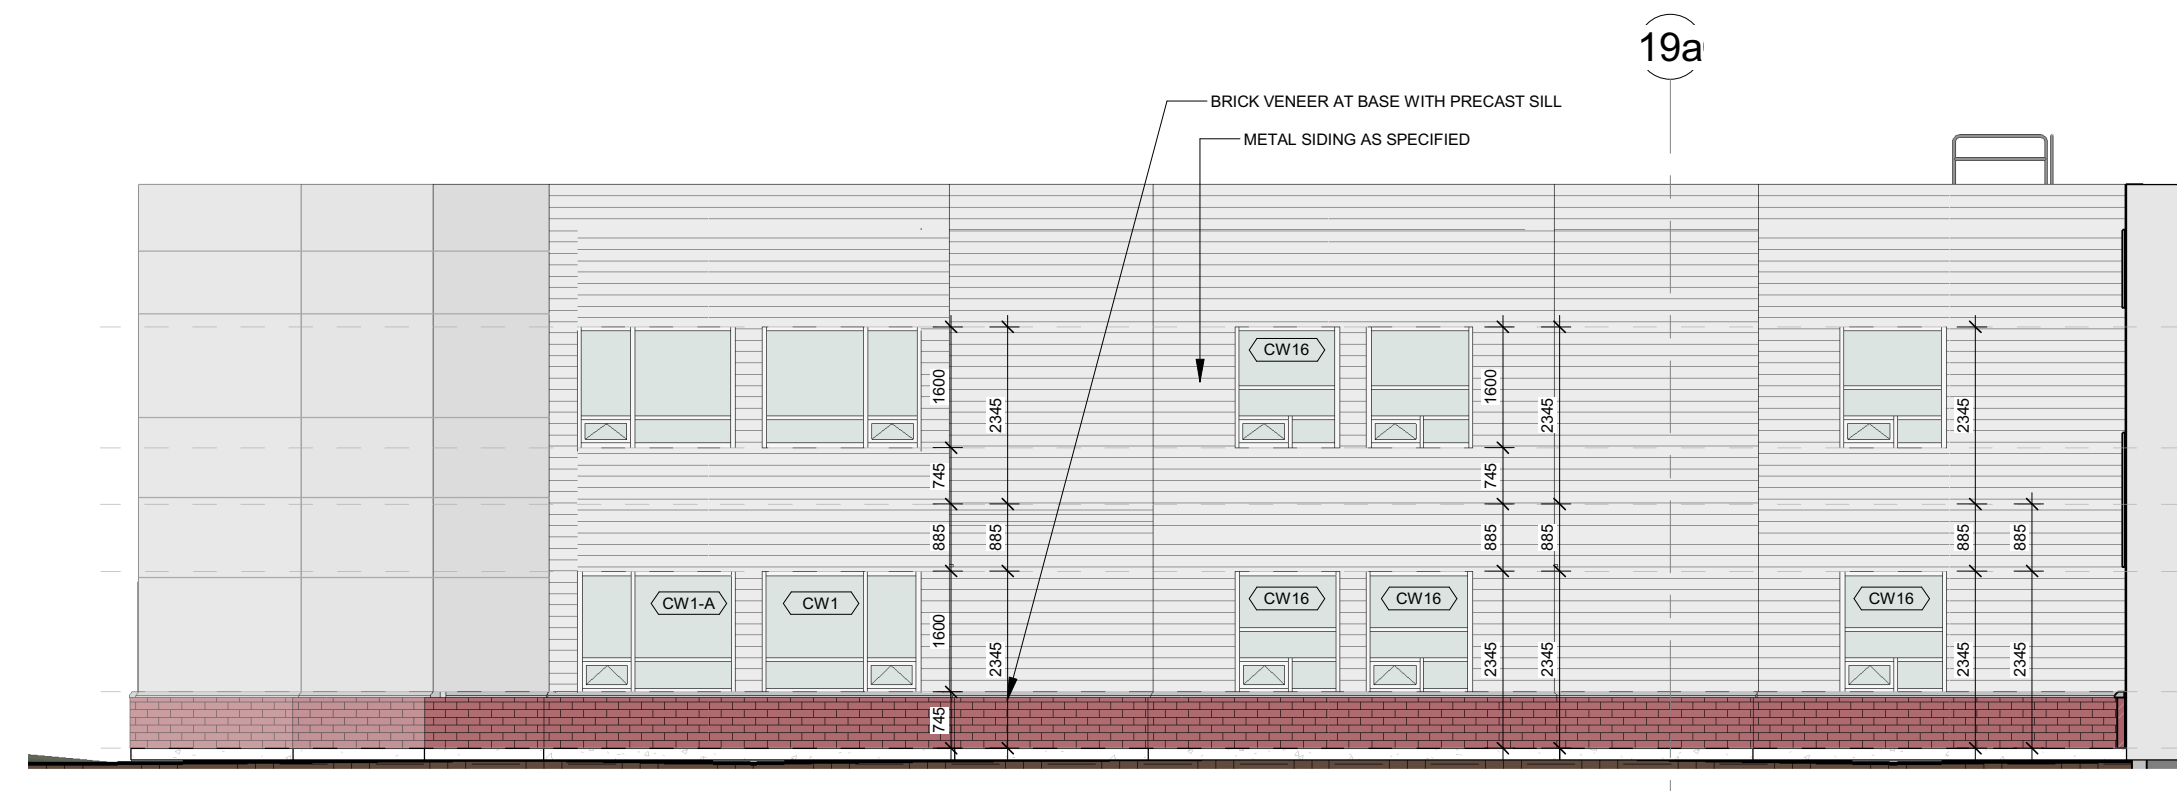 19a
BRICK VENEER AT BASE WITH PRECAST SILL
METAL SIDING AS SPECIFIED
CW16
1600
2345
1600
2345
2345
745
745
885
885
885
885
885
885
CW1-A
CW1
CW16
CW16
CW16
1600
2345
2345
2345
2345
2345
745